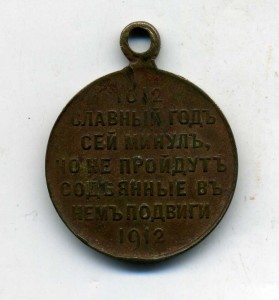 1812
СЛАВНЫЙ ГОДЪ
СЕЙ МИНУЛЪ,
НО НЕ ПРОЙДУТЪ
СОДѢЯННЫЕ ВЪ
НЕМЪ ПОДВИГИ
1912